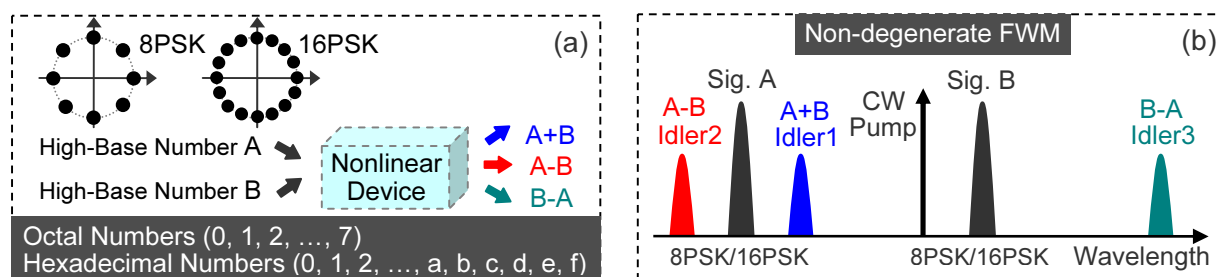 8PSK
16PSK
(a)
High-Base Number A
High-Base Number B
Nonlinear
Device
A+B
A-B
B-A
Octal Numbers (0, 1, 2, ..., 7)
Hexadecimal Numbers (0, 1, 2, ..., a, b, c, d, e, f)
Non-degenerate FWM
(b)
Sig. A
Sig. B
A-B
Idler2
A+B
Idler1
CW
Pump
B-A
Idler3
8PSK/16PSK
8PSK/16PSK
Wavelength